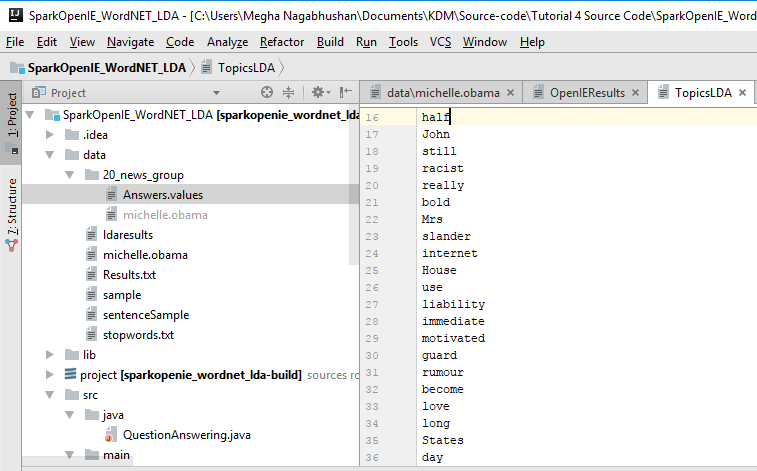 SparkOpenIE_WordNET_LDA - [C:\Users\Megha Nagabhushan\Documents\KDM\Source-code\Tutorial 4 Source Code\SparkOpenIE_WordNET_LDA
File Edit View Navigate Code Analyze Refactor Build Run Tools VCS Window Help
SparkOpenIE_WordNET_LDA TopicsLDA
1: Project
7: Structure
Project
data\michelle.obama OpenIEResults TopicsLDA
SparkOpenIE_WordNET_LDA [sparkopenie_wordnet_lda
.idea
data
20_news_group
Answers.values
michelle.obama
ldaresults
michelle.obama
Results.txt
sample
sentenceSample
stopwords.txt
lib
project [sparkopenie_wordnet_lda-build] sources ro
src
java
QuestionAnswering.java
main
16 half
17 John
18 still
19 racist
20 really
21 bold
22 Mrs
23 slander
24 internet
25 House
26 use
27 liability
28 immediate
29 motivated
30 guard
31 rumour
32 become
33 love
34 long
35 States
36 day